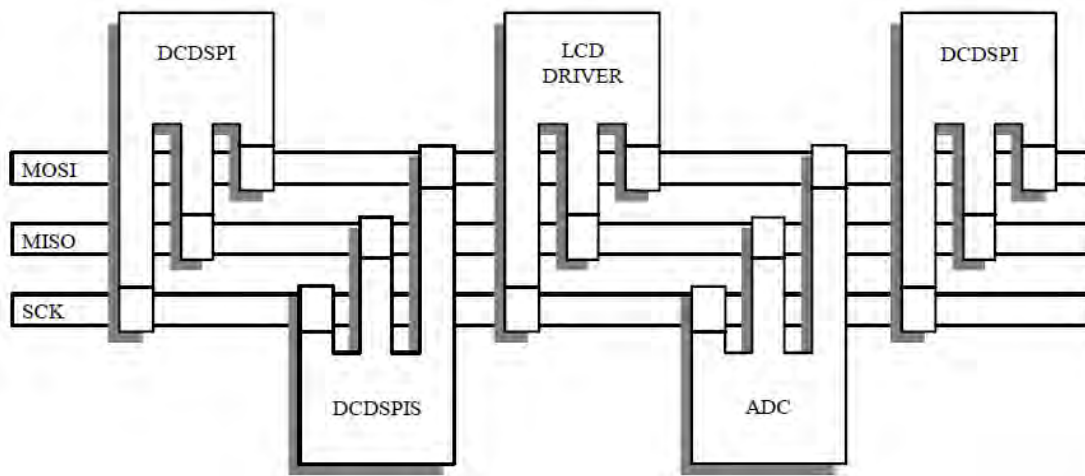 DCDSPI
LCD
DRIVER
DCDSPI
MOSI
MISO
SCK
DCDSPIS
ADC